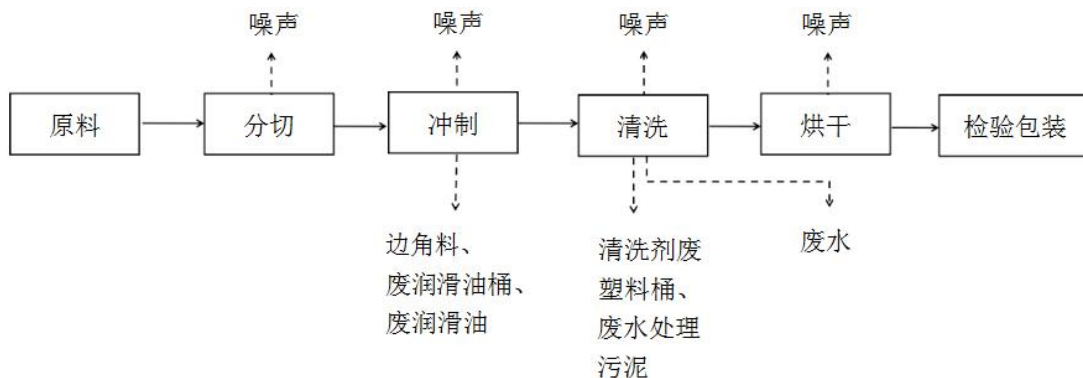 噪声
噪声
噪声
噪声
原料
分切
冲制
清洗
烘干
检验包装
边角料、
废润滑油桶、
废润滑油
清洗剂废
塑料桶、
废水处理
污泥
废水